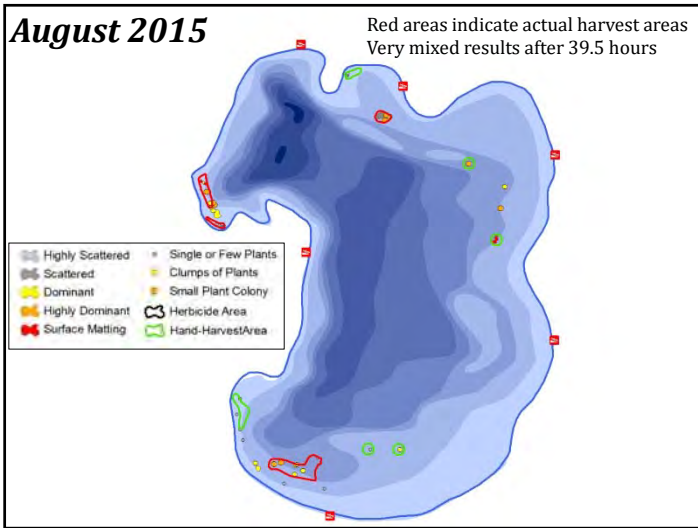 August 2015
Red areas indicate actual harvest areas
Very mixed results after 39.5 hours
Highly Scattered
Scattered
Dominant
Highly Dominant
Surface Matting
Single or Few Plants
Clumps of Plants
Small Plant Colony
Herbicide Area
Hand-HarvestArea